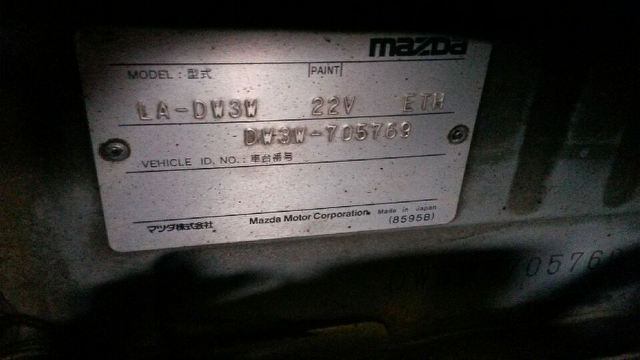 mazda
MODEL : 型式 PAINT
LA-DW3W 22V ETH
DW3W-705769
VEHICLE ID. NO. : 車台番号
マツダ株式会社 Mazda Motor Corporation Made in Japan
(8595B)